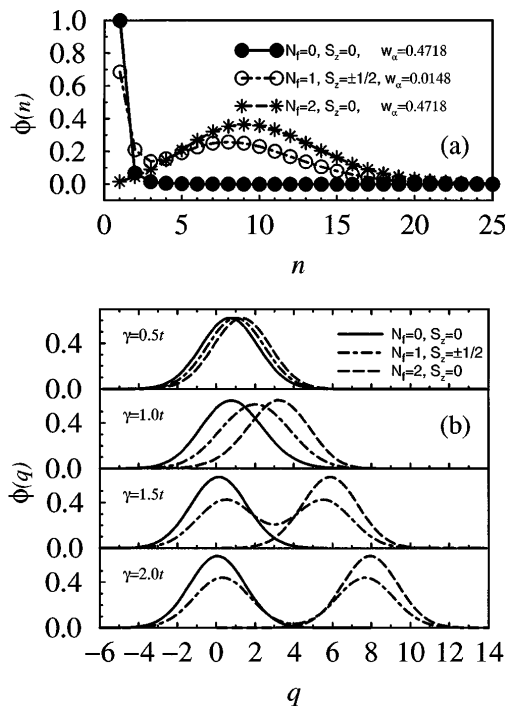 1.0
0.8
0.6
0.4
0.2
0.0
ϕ(n)
N_f=0, S_z=0, w_α=0.4718
N_f=1, S_z=±1/2, w_α=0.0148
N_f=2, S_z=0, w_α=0.4718
(a)
0 5 10 15 20 25
n
γ=0.5t
N_f=0, S_z=0
N_f=1, S_z=±1/2
N_f=2, S_z=0
0.4
γ=1.0t
(b)
0.4
ϕ(q)
γ=1.5t
0.4
0.0
γ=2.0t
0.4
0.0
−6 −4 −2 0 2 4 6 8 10 12 14
q